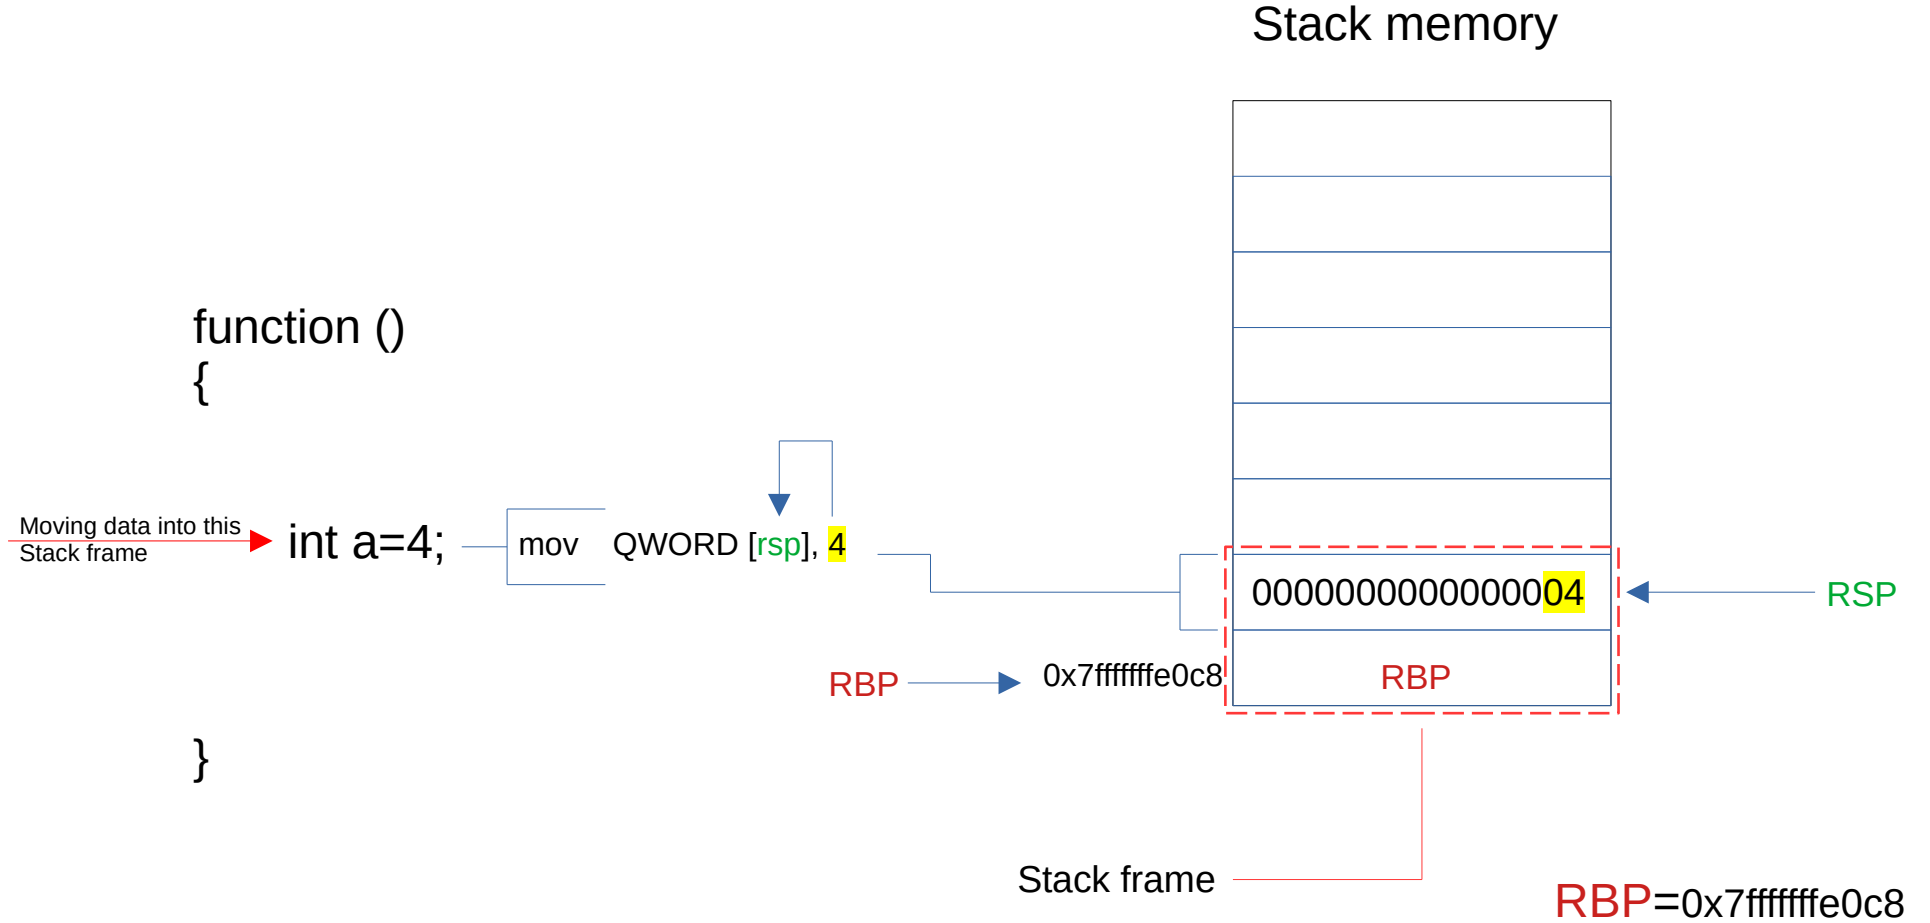 Stack memory
function ()
{
Moving data into this
Stack frame
int a=4;
mov QWORD [rsp], 4
0000000000000004
RSP
RBP
0x7fffffffe0c8
RBP
}
Stack frame
RBP=0x7fffffffe0c8